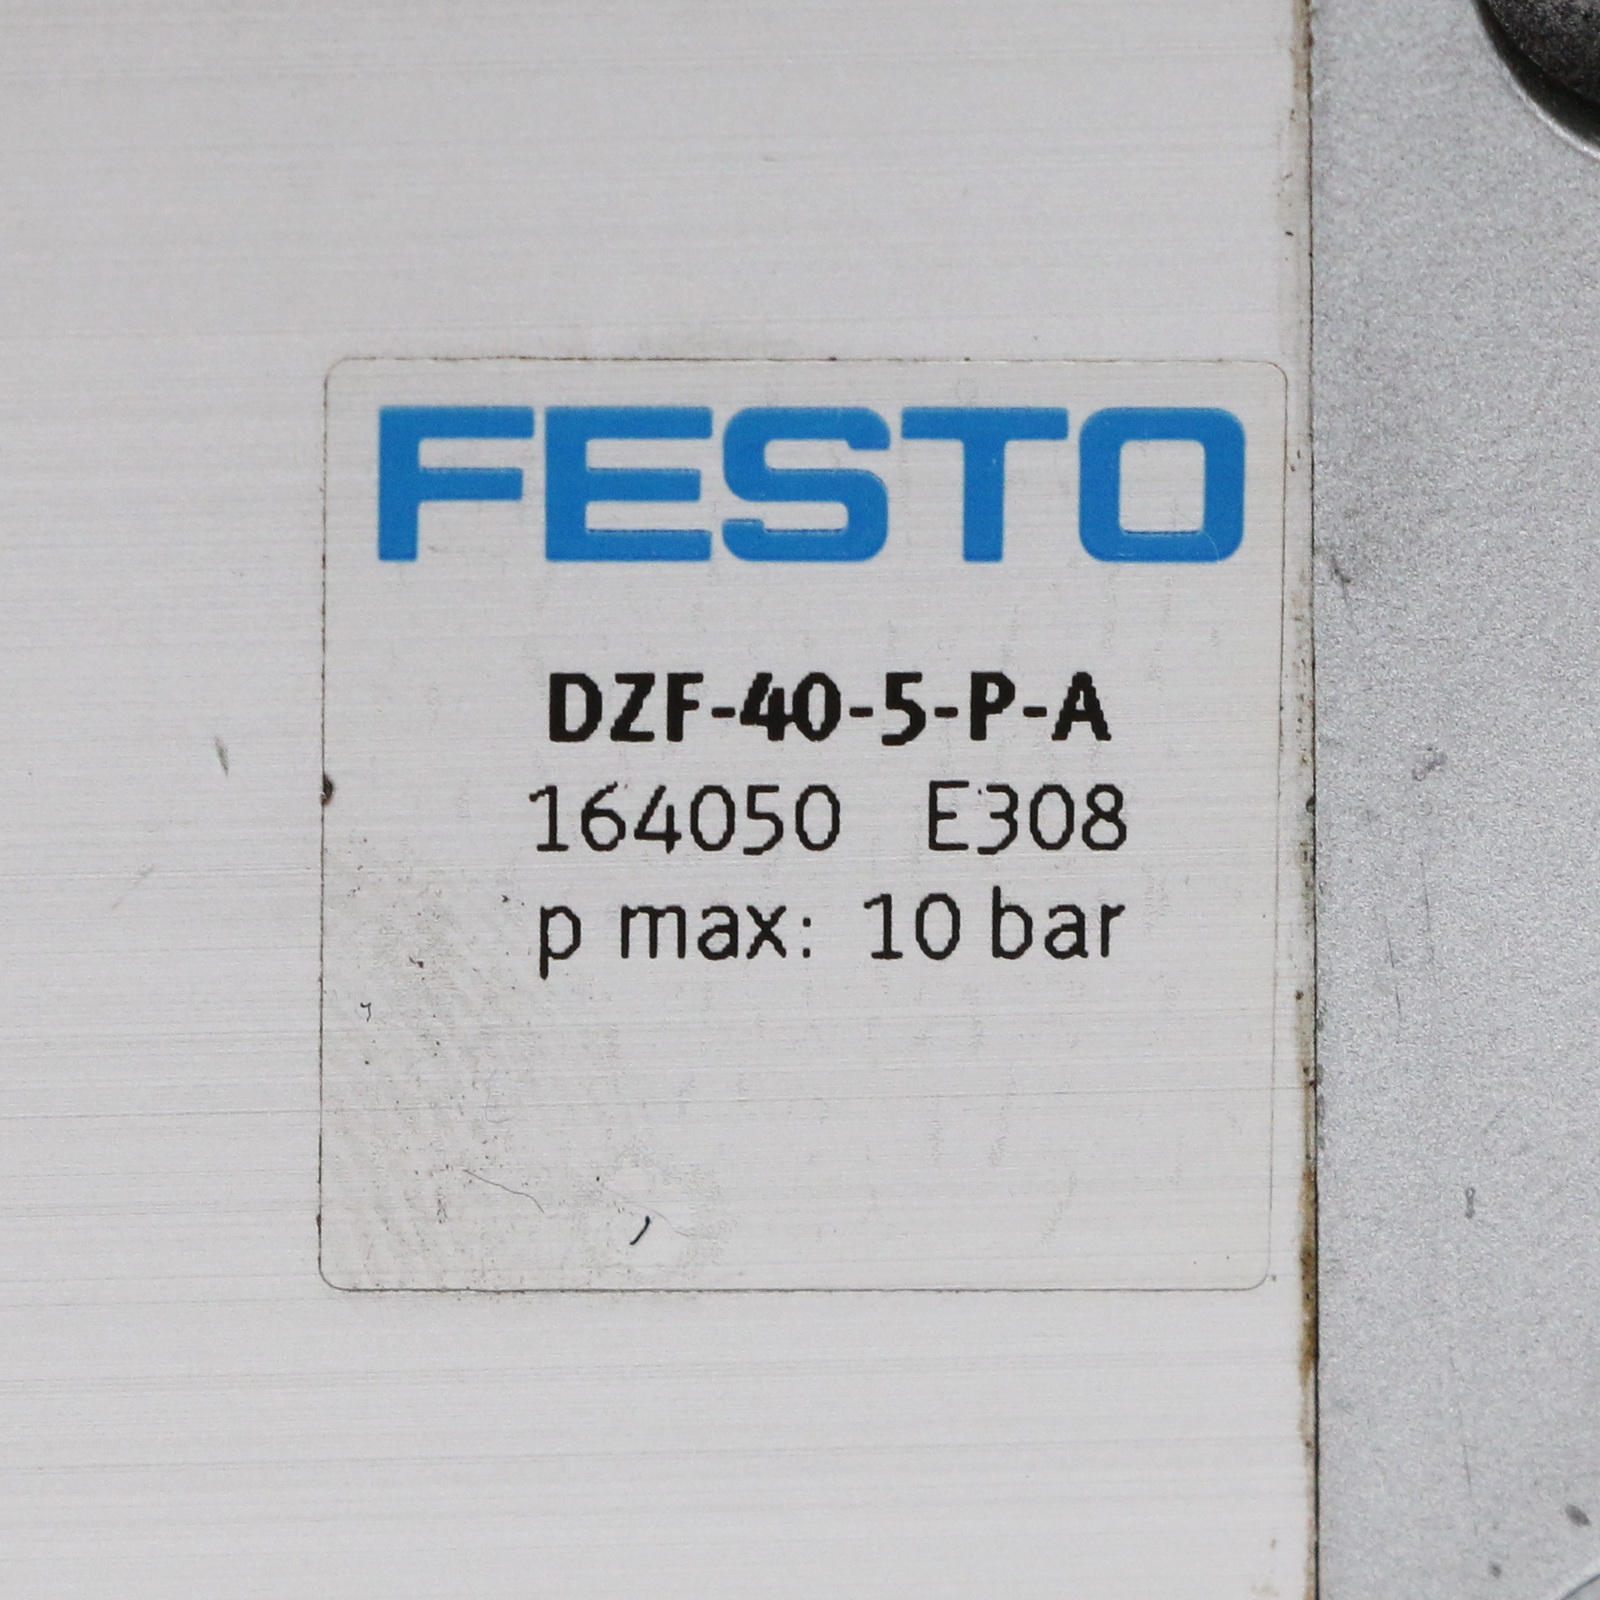 FESTO
DZF-40-5-P-A
164050 E308
p max: 10 bar